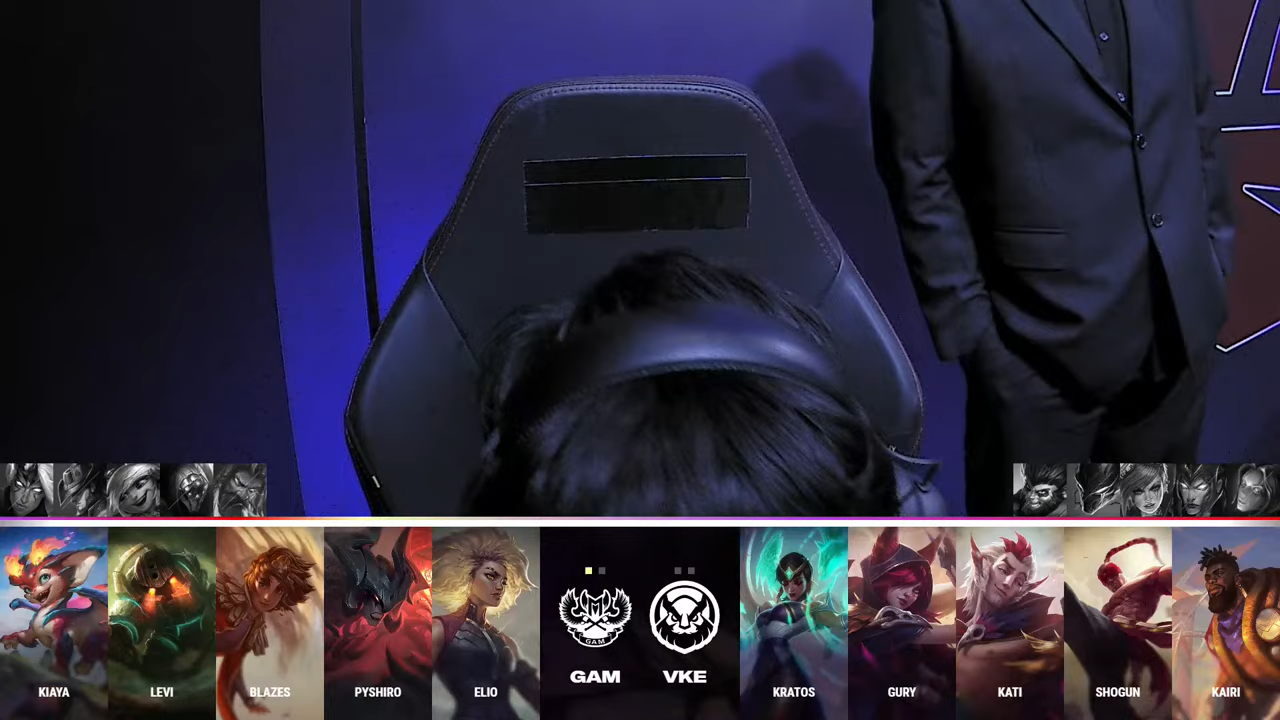 KIAYA
LEVI
BLAZES
PYSHIRO
ELIO
GAM
GAM
VKE
KRATOS
GURY
KATI
SHOGUN
KAIRI